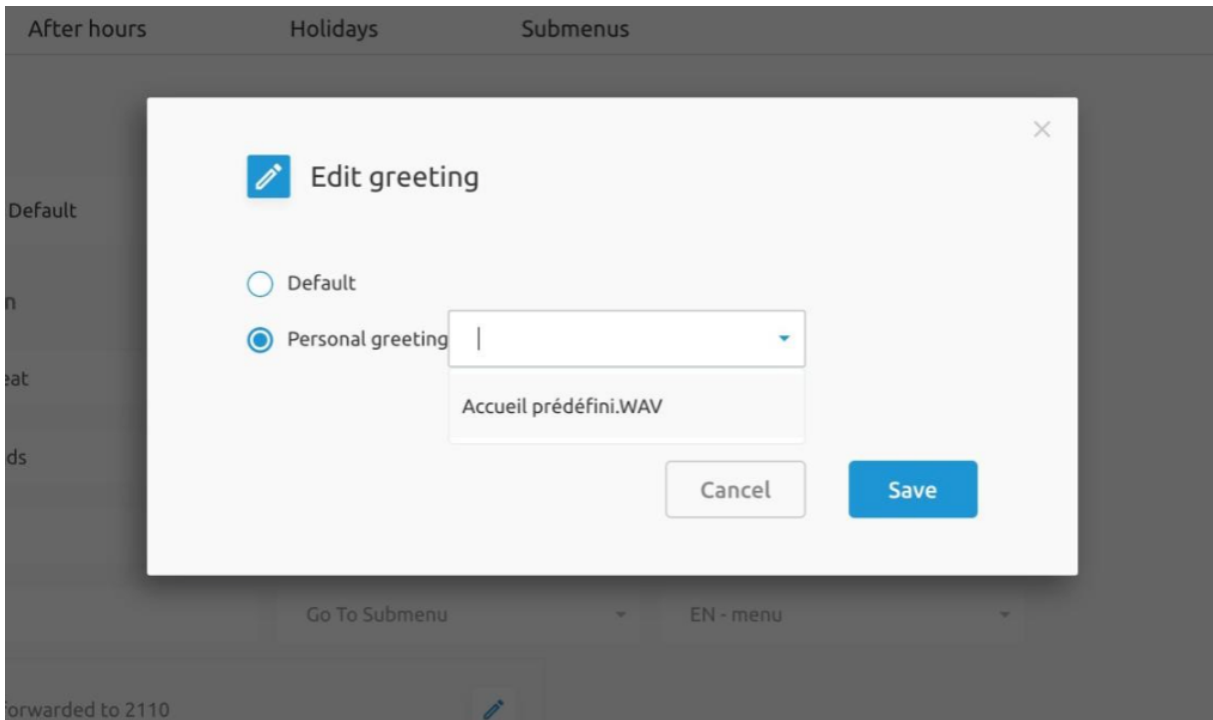 After hours Holidays Submenus
Edit greeting
Default
Default
Personal greeting
Accueil prédéfini.WAV
Cancel Save
Go To Submenu EN - menu
forwarded to 2110